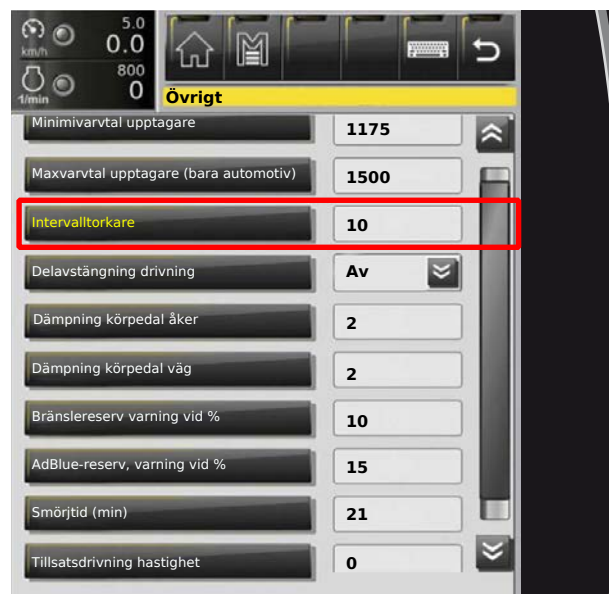 5.0
km/h 0.0
800
1/min 0
Övrigt
Minimivarvtal upptagare 1175
Maxvarvtal upptagare (bara automotiv) 1500
Intervalltorkare 10
Delavstängning drivning Av
Dämpning körpedal åker 2
Dämpning körpedal väg 2
Bränslereserv varning vid % 10
AdBlue-reserv, varning vid % 15
Smörjtid (min) 21
Tillsatsdrivning hastighet 0